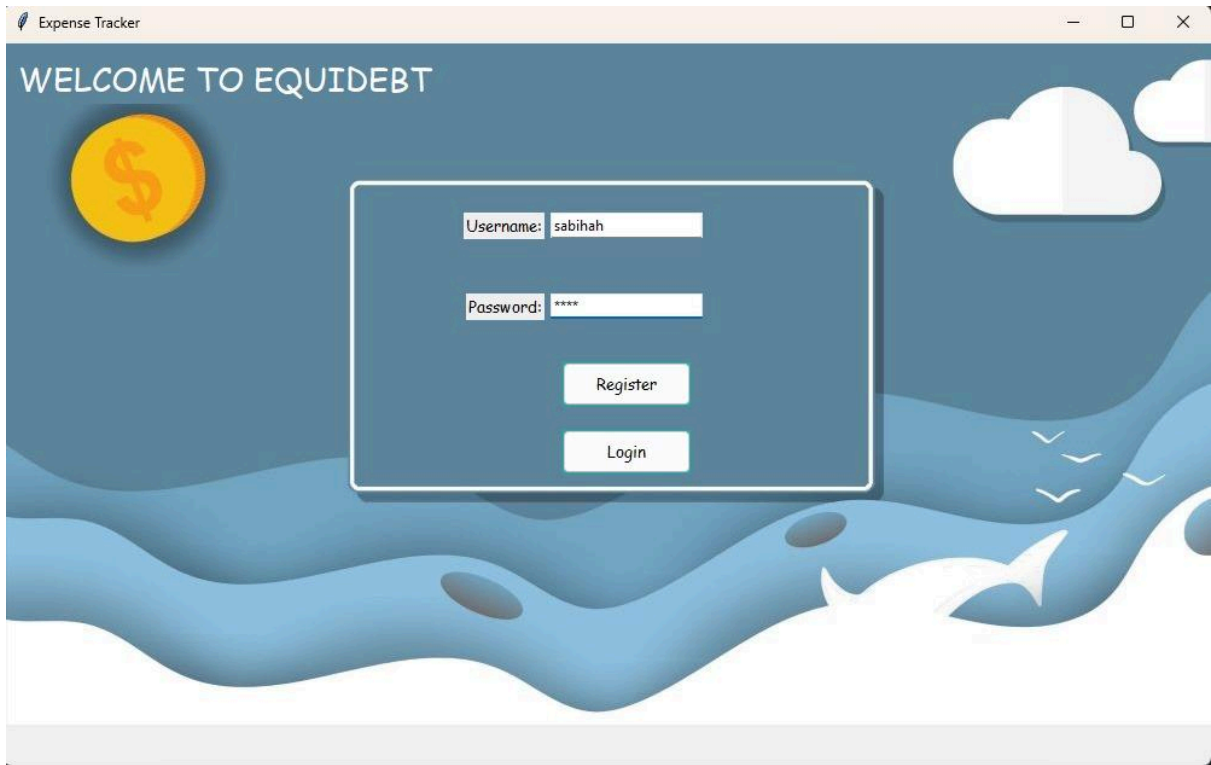 Expense Tracker
WELCOME TO EQUIDEBT
$
Username: sabihah
Password: ****
Register
Login